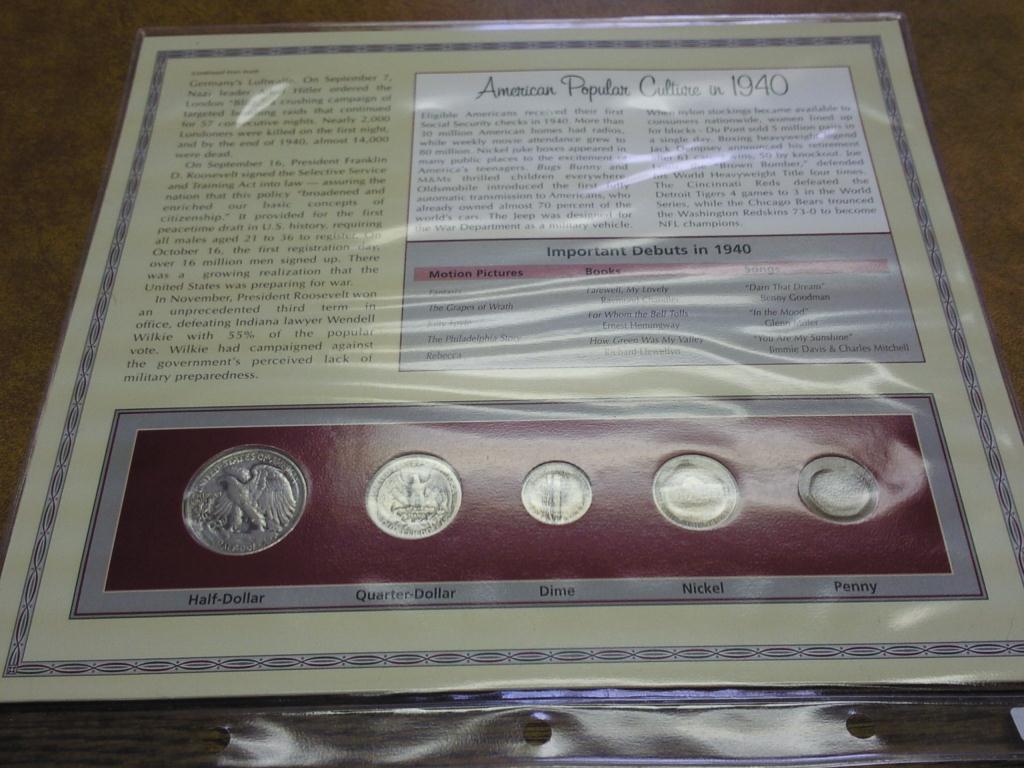 Germany's Luftwaffe. On September 7,
Nazi leader Hitler ordered the
London crushing campaign of
targeted bombing raids that continued
for 57 consecutive nights. Nearly 2,000
Londoners were killed on the first night,
and by the end of 1940, almost 14,000
were dead.
On September 16, President Franklin
D. Roosevelt signed the Selective Service
and Training Act into law — assuring the
nation that this policy "broadened and
enriched our basic concepts of
citizenship." It provided for the first
peacetime draft in U.S. history, requiring
all males aged 21 to 36 to register. On
October 16, the first registration day,
over 16 million men signed up. There
was a growing realization that the
United States was preparing for war.
In November, President Roosevelt won
an unprecedented third term in
office, defeating Indiana lawyer Wendell
Wilkie with 55% of the popular
vote. Wilkie had campaigned against
the government's perceived lack of
military preparedness.
American Popular Culture in 1940
Eligible Americans received their first
Social Security checks in 1940. More than
30 million American homes had radios,
while weekly movie attendance grew to
80 million. Nickel juke boxes appeared in
many public places to the excitement of
America's teenagers. Bugs Bunny and
M&Ms thrilled children everywhere.
Oldsmobile introduced the first fully
automatic transmission to Americans, who
already owned almost 70 percent of the
world's cars. The Jeep was designed for
the War Department as a military vehicle.
When nylon stockings became available to
consumers nationwide, women lined up
for blocks - Du Pont sold 5 million pairs in
a single day. Boxing heavyweight legend
Jack Dempsey announced his retirement
after 61 career wins, 50 by knockout. Joe
"Brown Bomber," defended
his World Heavyweight Title four times.
The Cincinnati Reds defeated the
Detroit Tigers 4 games to 3 in the World
Series, while the Chicago Bears trounced
the Washington Redskins 73-0 to become
NFL champions.
Important Debuts in 1940
Motion Pictures Books Songs
Fantasia
The Grapes of Wrath
Kitty Foyle
The Philadelphia Story
Rebecca
Farewell, My Lovely
Raymond Chandler
For Whom the Bell Tolls
Ernest Hemingway
How Green Was My Valley
Richard Llewellyn
"Darn That Dream"
Benny Goodman
"In the Mood"
Glenn Miller
"You Are My Sunshine"
Jimmie Davis & Charles Mitchell
UNITED STATES OF
Half-Dollar Quarter-Dollar Dime Nickel Penny